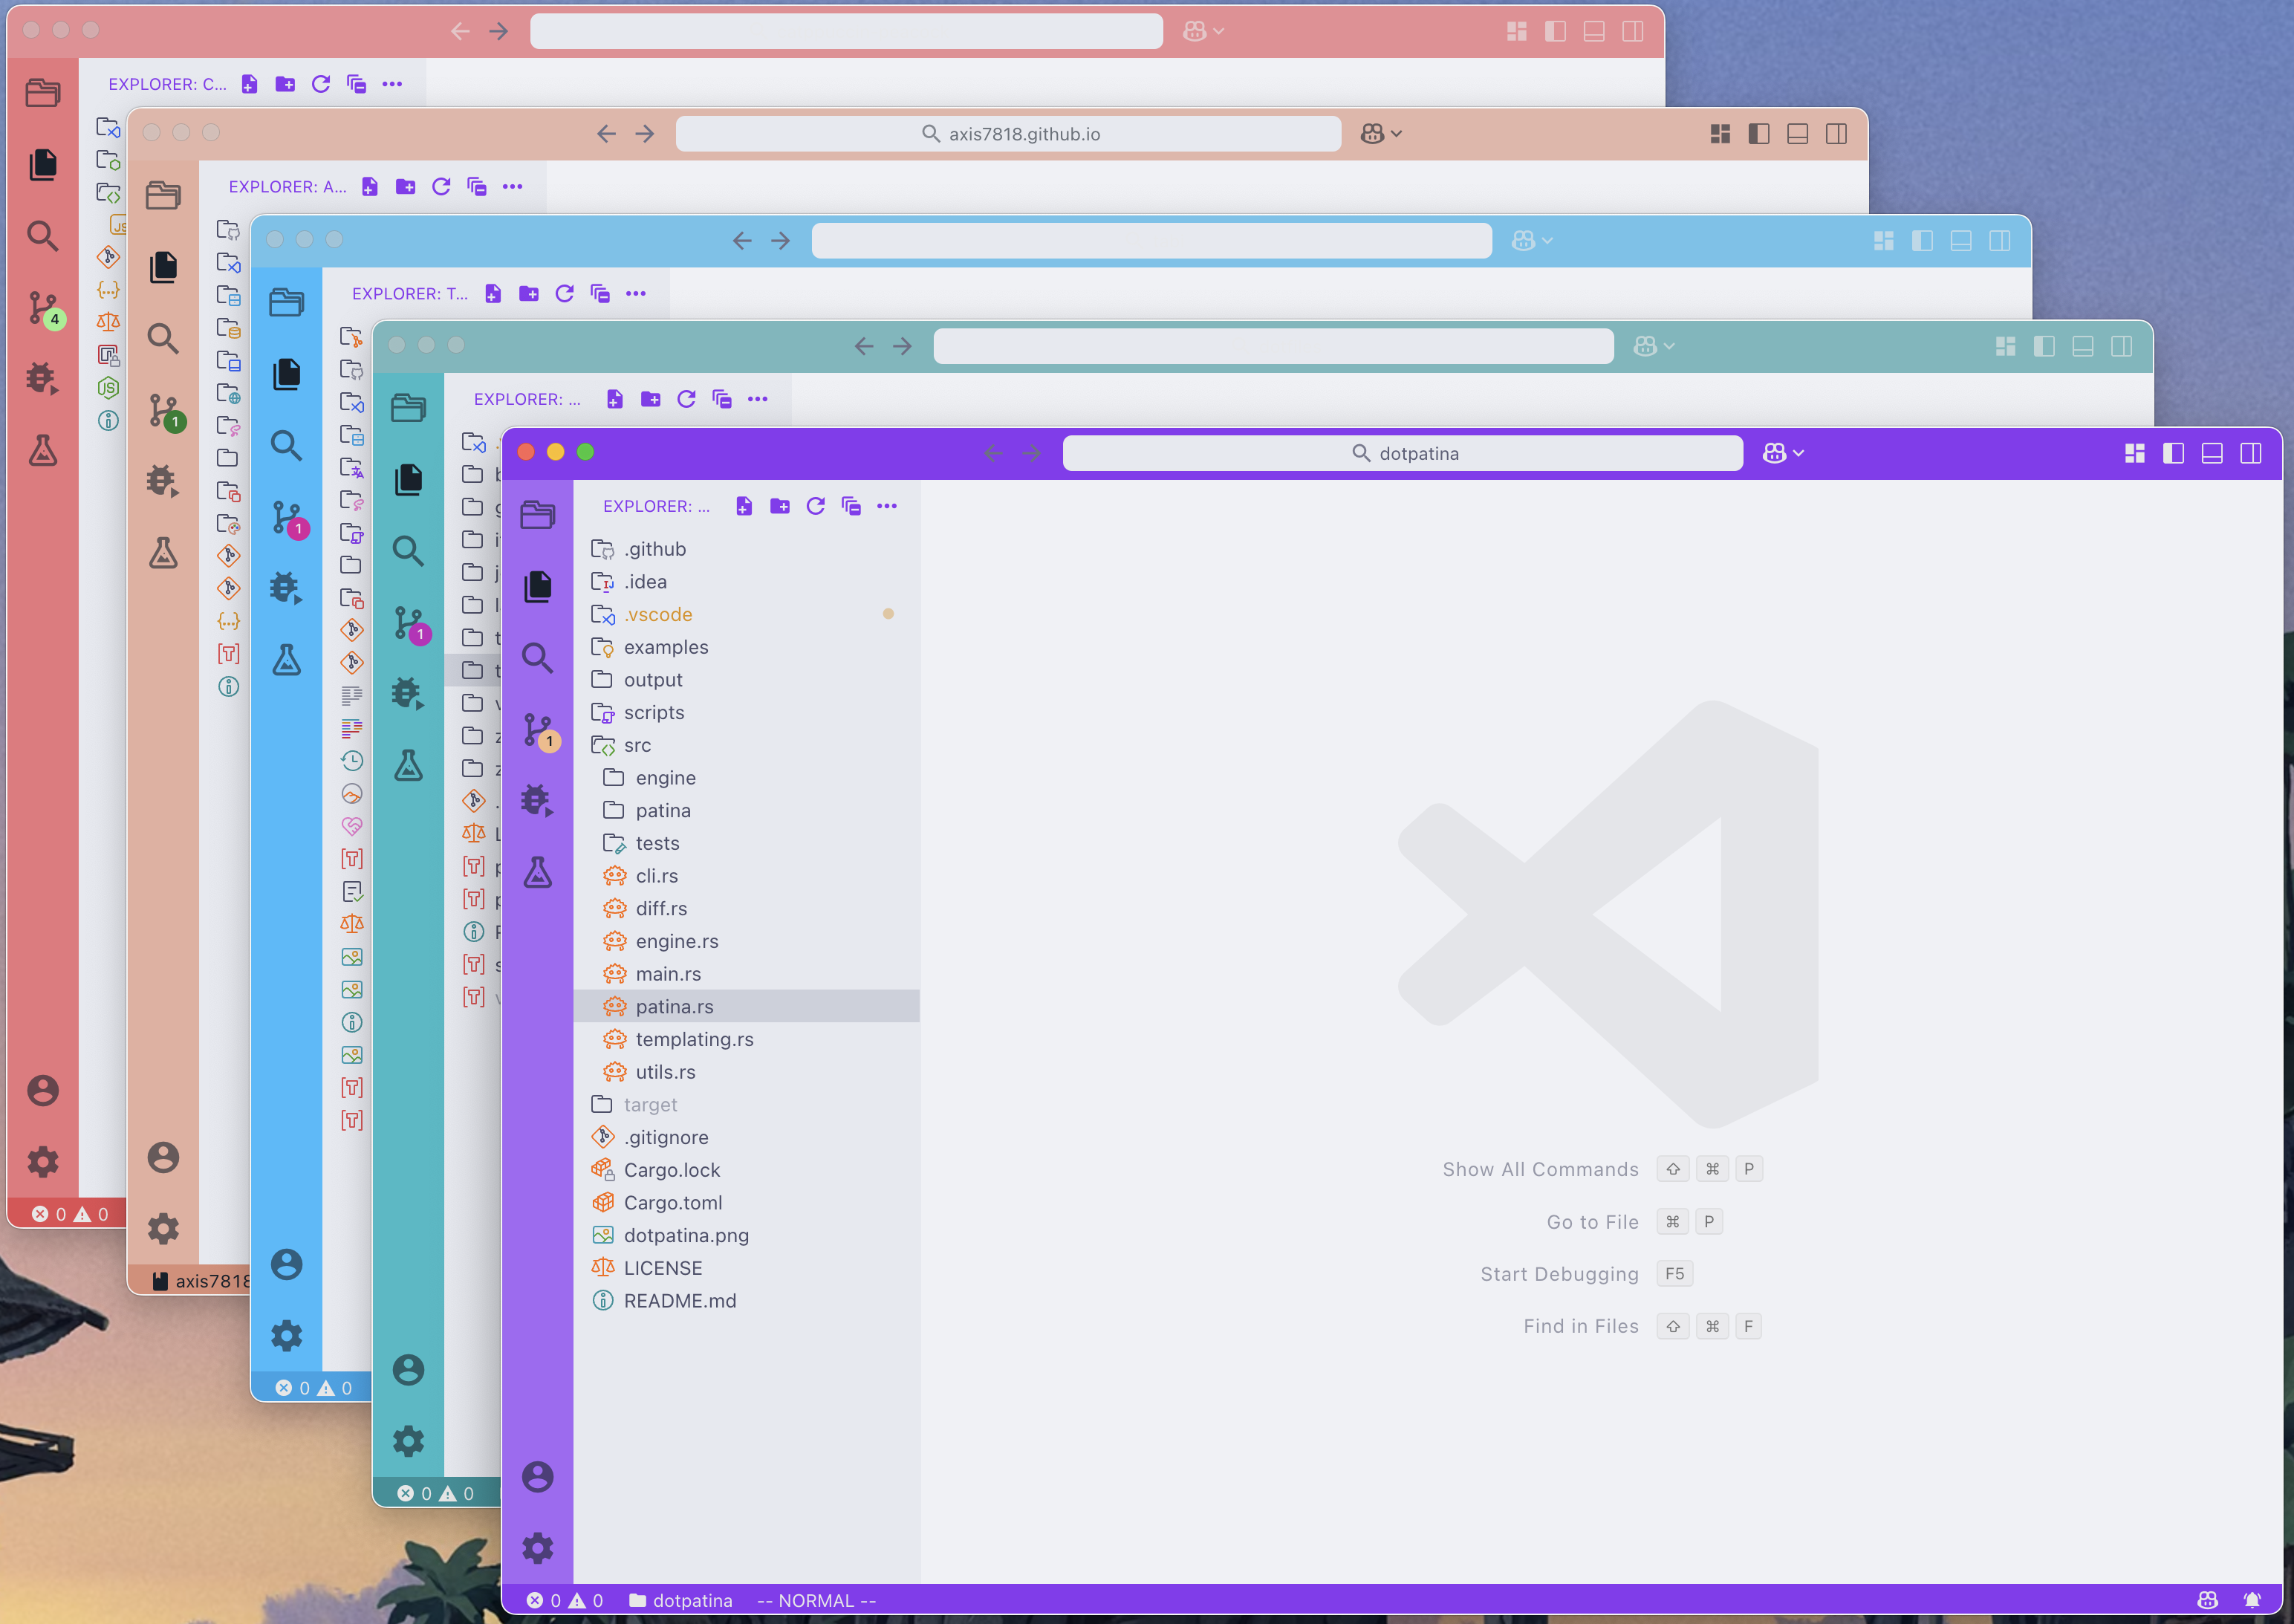 EXPLORER: C...
4
0 0
axis7818.github.io
EXPLORER: A...
1
axis7818
EXPLORER: T...
1
0 0
EXPLORER: ...
1
0 0
dotpatina
EXPLORER: ...
.github
.idea
.vscode
examples
output
scripts
src
engine
patina
tests
cli.rs
diff.rs
engine.rs
main.rs
patina.rs
templating.rs
utils.rs
target
.gitignore
Cargo.lock
Cargo.toml
dotpatina.png
LICENSE
README.md
1
Show All Commands ⇧ ⌘ P
Go to File ⌘ P
Start Debugging F5
Find in Files ⇧ ⌘ F
0 0 dotpatina -- NORMAL --